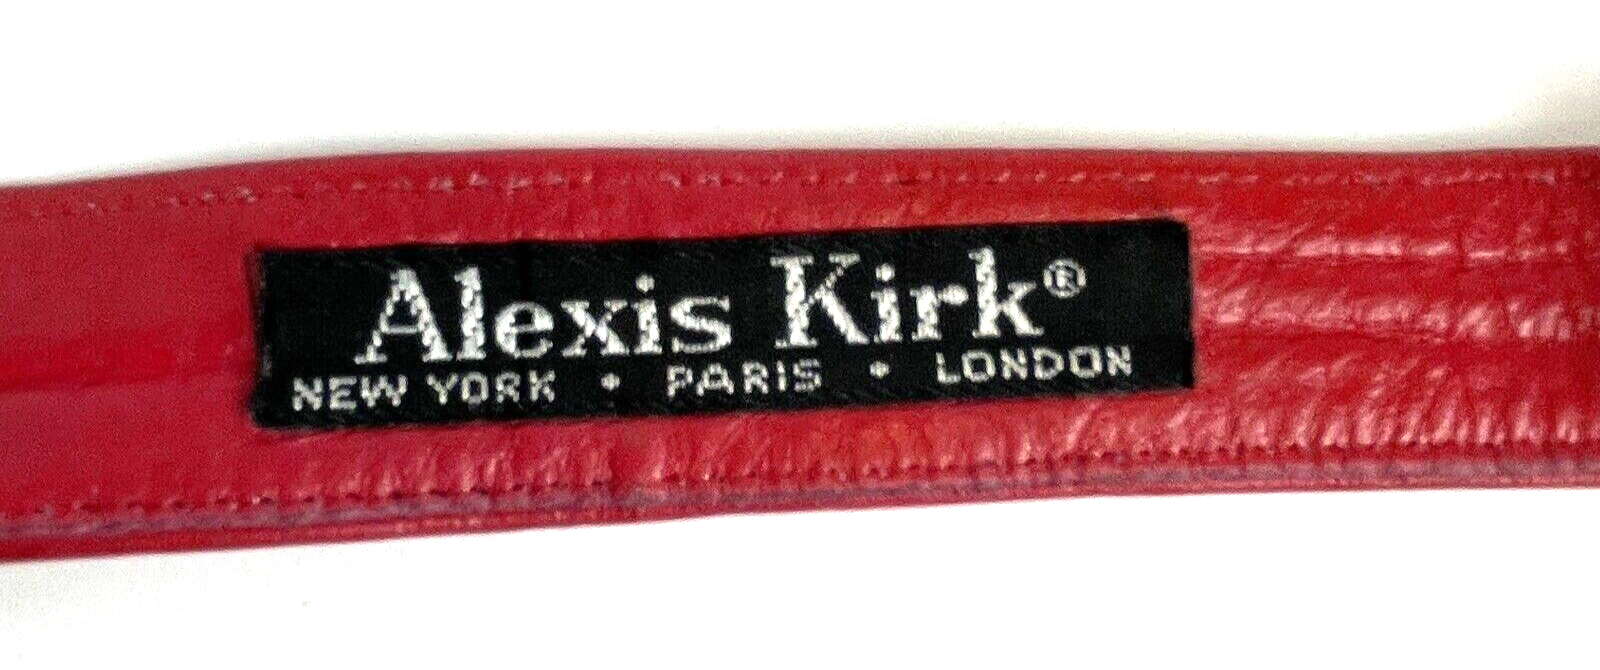 Alexis Kirk®
NEW YORK • PARIS • LONDON